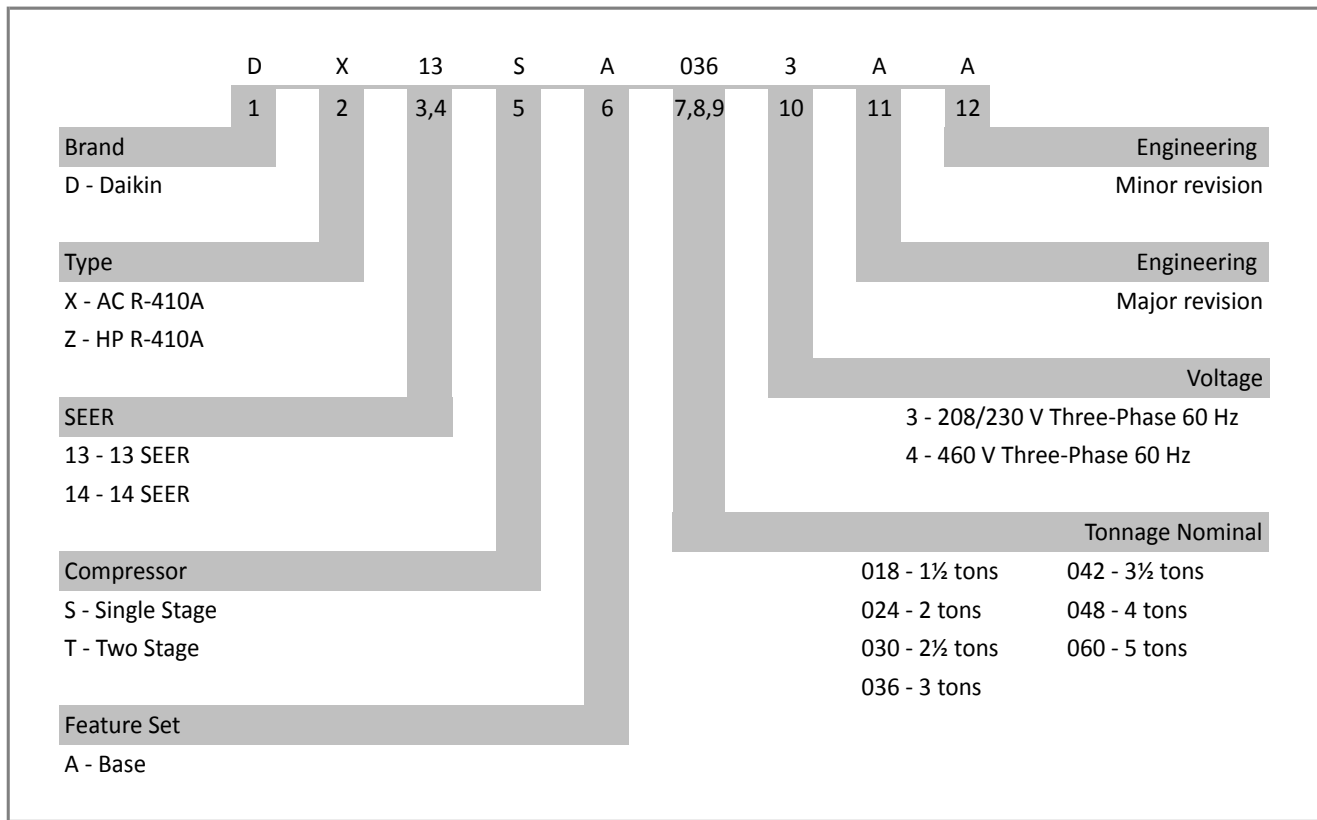 D X 13 S A 036 3 A A
1 2 3,4 5 6 7,8,9 10 11 12
Brand
D - Daikin
Engineering
Minor revision
Type
X - AC R-410A
Z - HP R-410A
Engineering
Major revision
SEER
13 - 13 SEER
14 - 14 SEER
Voltage
3 - 208/230 V Three-Phase 60 Hz
4 - 460 V Three-Phase 60 Hz
Compressor
S - Single Stage
T - Two Stage
Tonnage Nominal
018 - 1½ tons
024 - 2 tons
030 - 2½ tons
036 - 3 tons
042 - 3½ tons
048 - 4 tons
060 - 5 tons
Feature Set
A - Base